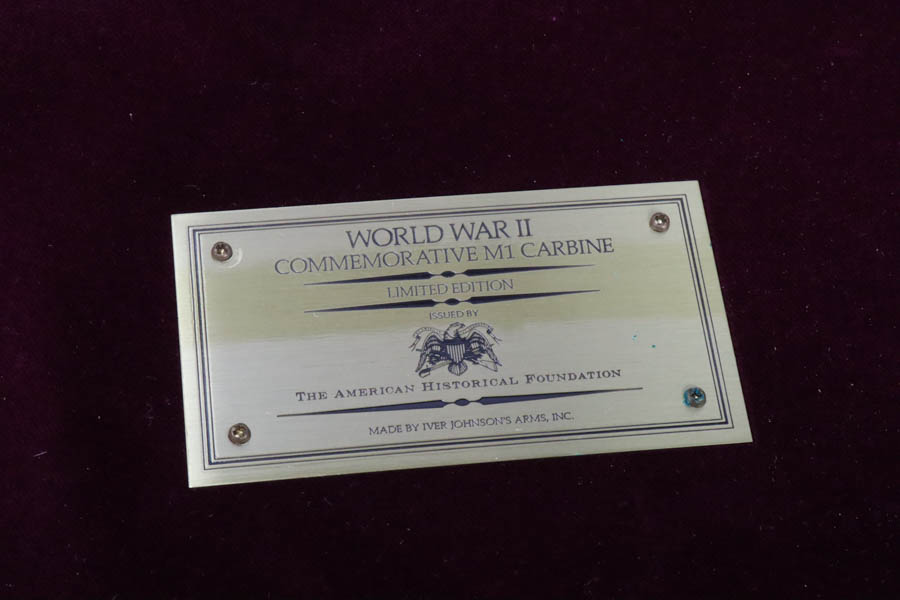 WORLD WAR II
COMMEMORATIVE M1 CARBINE
LIMITED EDITION
ISSUED BY
THE AMERICAN HISTORICAL FOUNDATION
MADE BY IVER JOHNSON'S ARMS, INC.